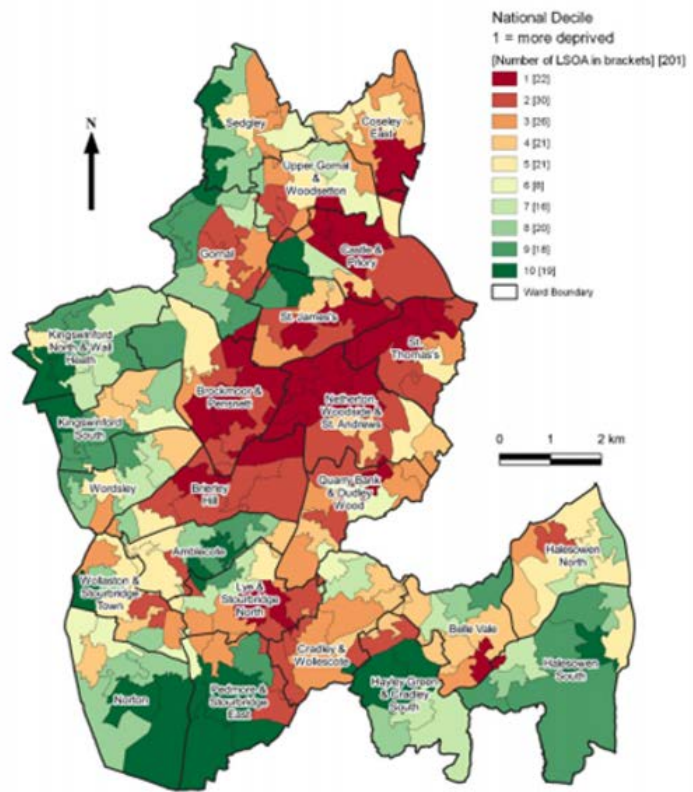 National Decile
1 = more deprived
[Number of LSOA in brackets] [201]
1 [22]
2 [30]
3 [26]
4 [21]
5 [21]
6 [8]
7 [16]
8 [20]
9 [18]
10 [19]
Ward Boundary
N
Sedgley
Coseley
East
Upper Gornal
&
Woodsetton
Gornal
Castle &
Priory
St. James's
St.
Thomas's
Kingswinford
North & Wall
Heath
Brockmoor &
Pensnett
Netherton,
Woodside &
St. Andrews
Kingswinford
South
0 1 2 km
Wordsley
Brierley
Hill
Quarry Bank
& Dudley
Wood
Amblecote
Halesowen
North
Wollaston &
Stourbridge
Town
Lye &
Stourbridge
North
Belle Vale
Cradley &
Wollescote
Halesowen
South
Hayley Green
& Cradley
South
Norton
Pedmore &
Stourbridge
East